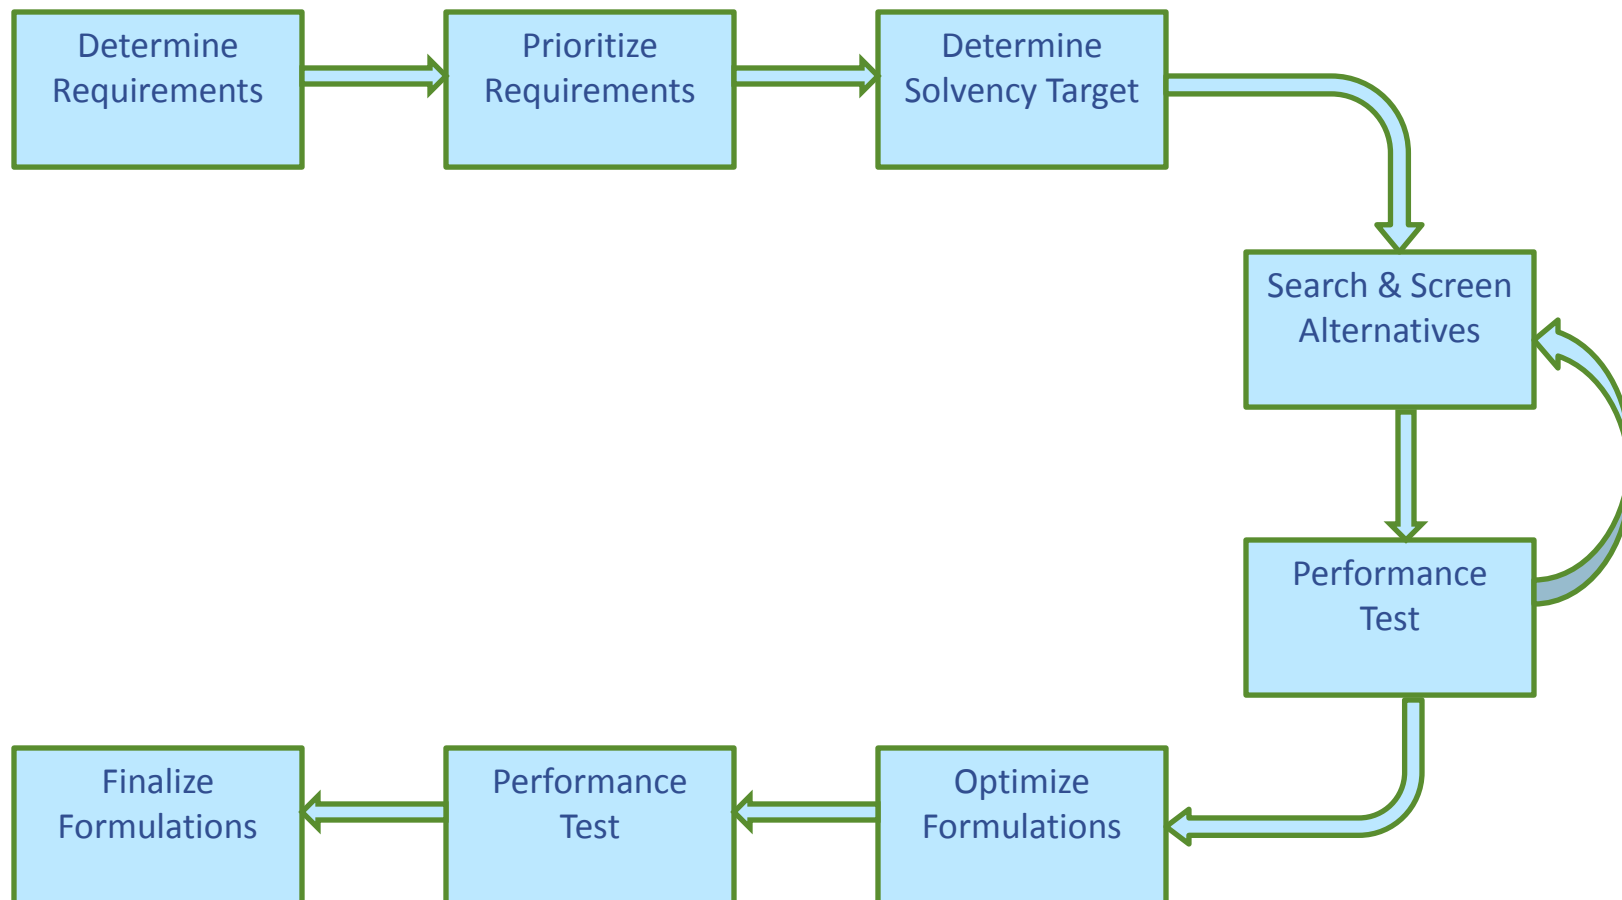 Determine
Requirements
Prioritize
Requirements
Determine
Solvency Target
Search & Screen
Alternatives
Performance
Test
Optimize
Formulations
Performance
Test
Finalize
Formulations